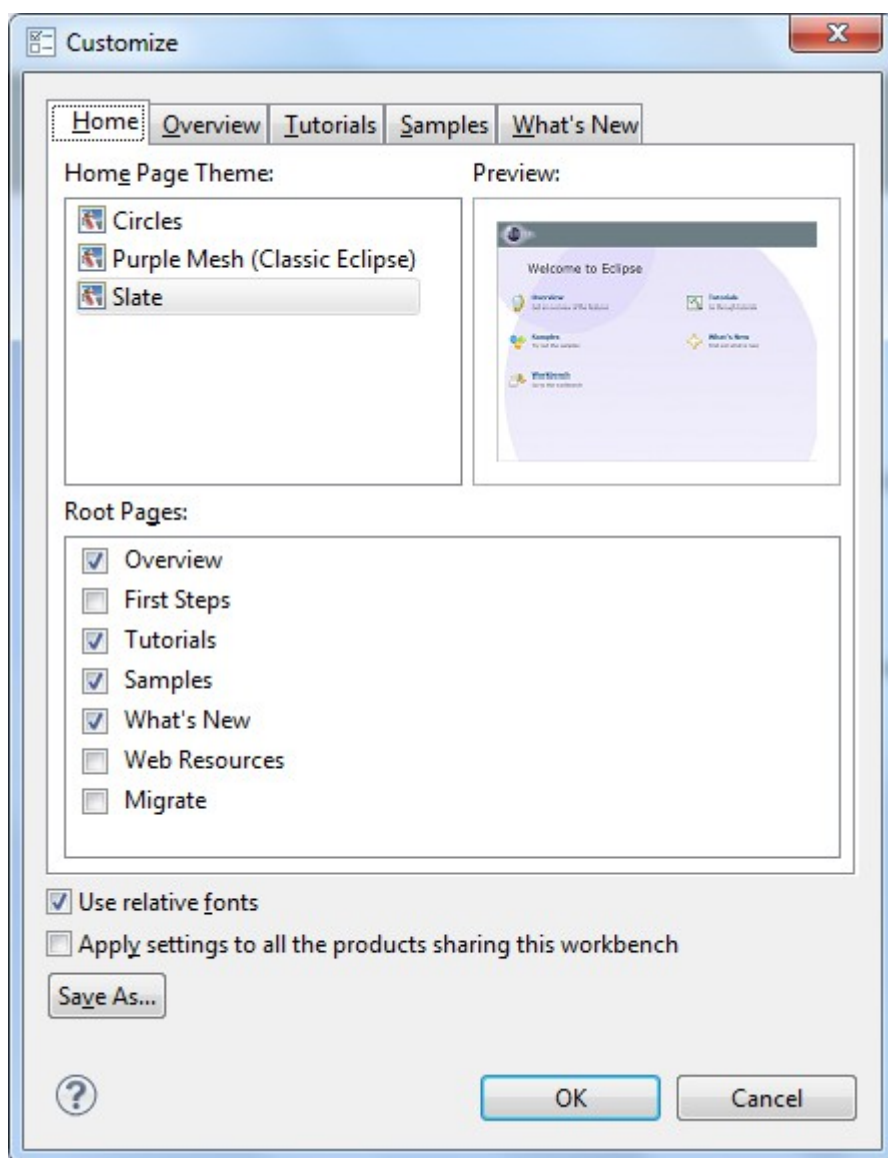 Customize
Home Overview Tutorials Samples What's New
Home Page Theme: Preview:
Circles
Purple Mesh (Classic Eclipse)
Slate
Welcome to Eclipse
Overview Tutorials
Samples What's New
Workbench
Root Pages:
Overview
First Steps
Tutorials
Samples
What's New
Web Resources
Migrate
Use relative fonts
Apply settings to all the products sharing this workbench
Save As...
OK Cancel